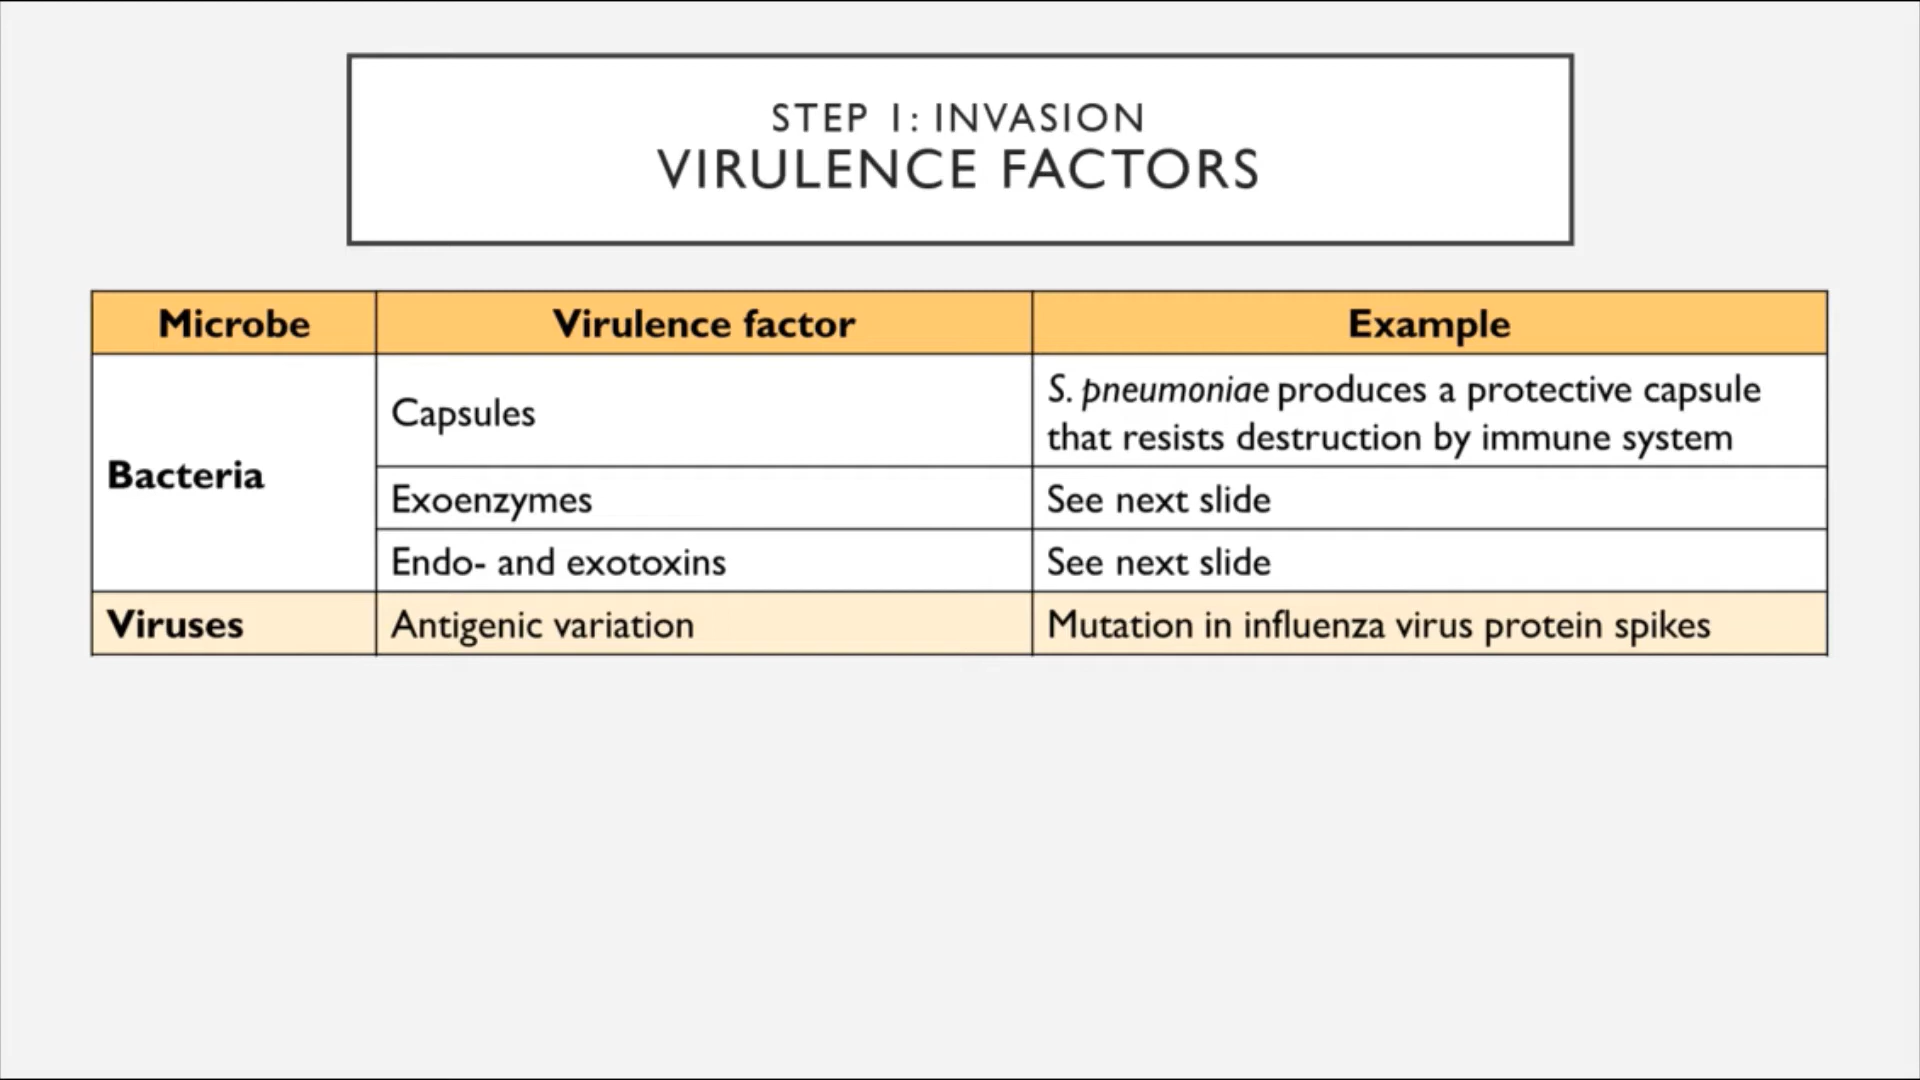 STEP 1: INVASION
VIRULENCE FACTORS
Microbe Virulence factor Example
Bacteria
Capsules
S. pneumoniae produces a protective capsule
that resists destruction by immune system
Exoenzymes See next slide
Endo- and exotoxins See next slide
Viruses Antigenic variation Mutation in influenza virus protein spikes